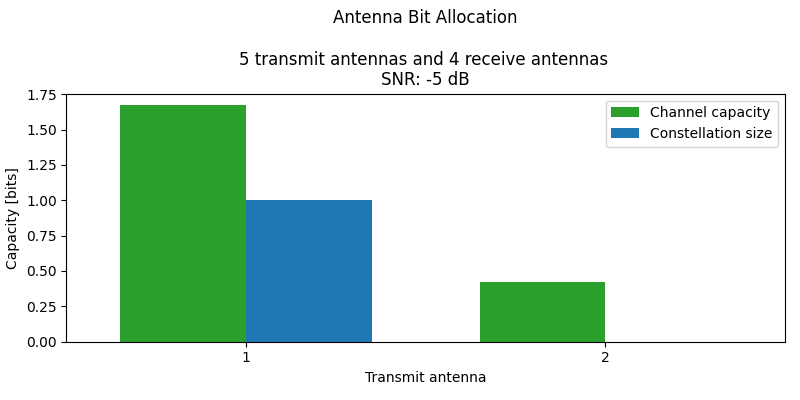 Antenna Bit Allocation
5 transmit antennas and 4 receive antennas
SNR: -5 dB
Channel capacity
Constellation size
Capacity [bits]
1.75
1.50
1.25
1.00
0.75
0.50
0.25
0.00
1
2
Transmit antenna